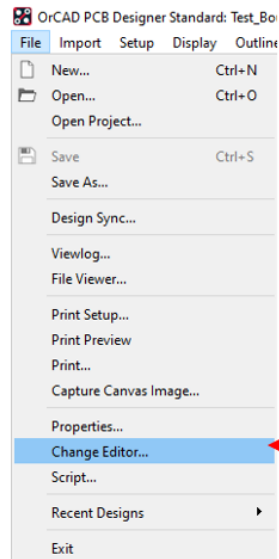 OrCAD PCB Designer Standard: Test_Bo
File Import Setup Display Outline
New... Ctrl+N
Open... Ctrl+O
Open Project...
Save Ctrl+S
Save As...
Design Sync...
Viewlog...
File Viewer...
Print Setup...
Print Preview
Print...
Capture Canvas Image...
Properties...
Change Editor...
Script...
Recent Designs
Exit